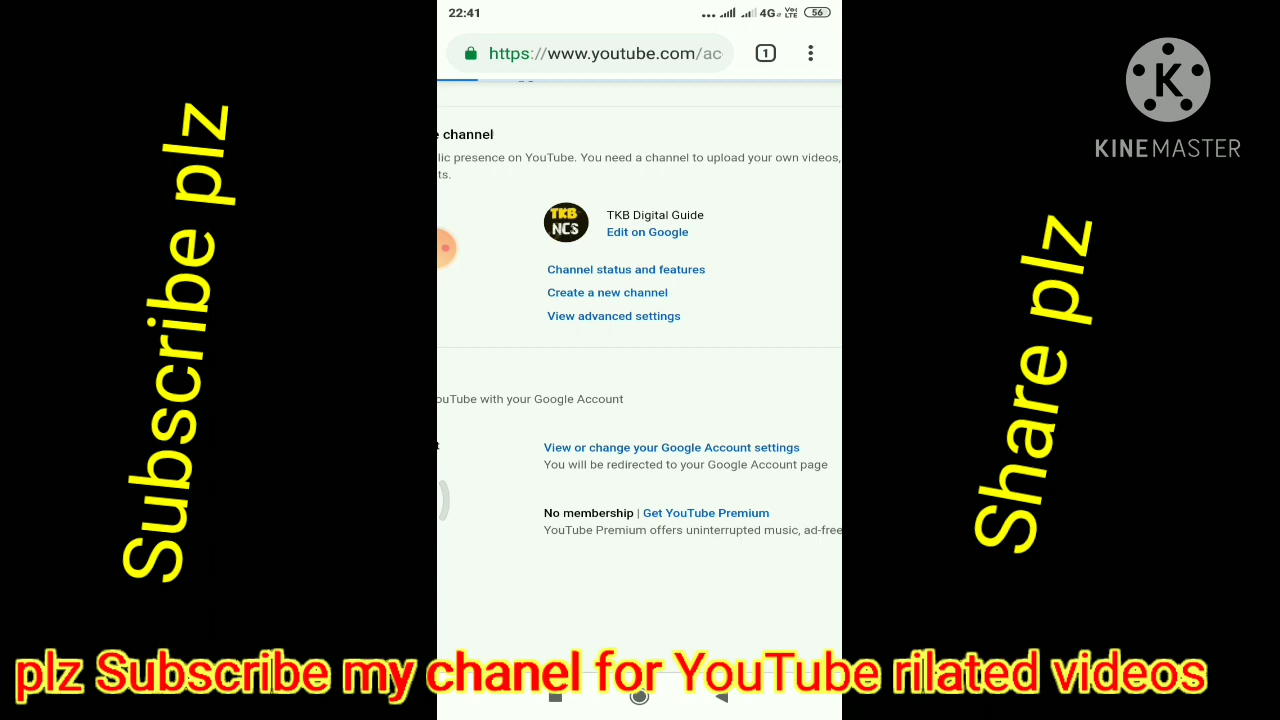 22:41
4G
Vo
LTE
56
https://www.youtube.com/ac
1
e channel
lic presence on YouTube. You need a channel to upload your own videos,
ts.
TKB
NCS
TKB Digital Guide
Edit on Google
Channel status and features
Create a new channel
View advanced settings
ouTube with your Google Account
t
View or change your Google Account settings
You will be redirected to your Google Account page
No membership | Get YouTube Premium
YouTube Premium offers uninterrupted music, ad-free
Subscribe plz
Share plz
K
KINEMASTER
plz Subscribe my chanel for YouTube rilated videos